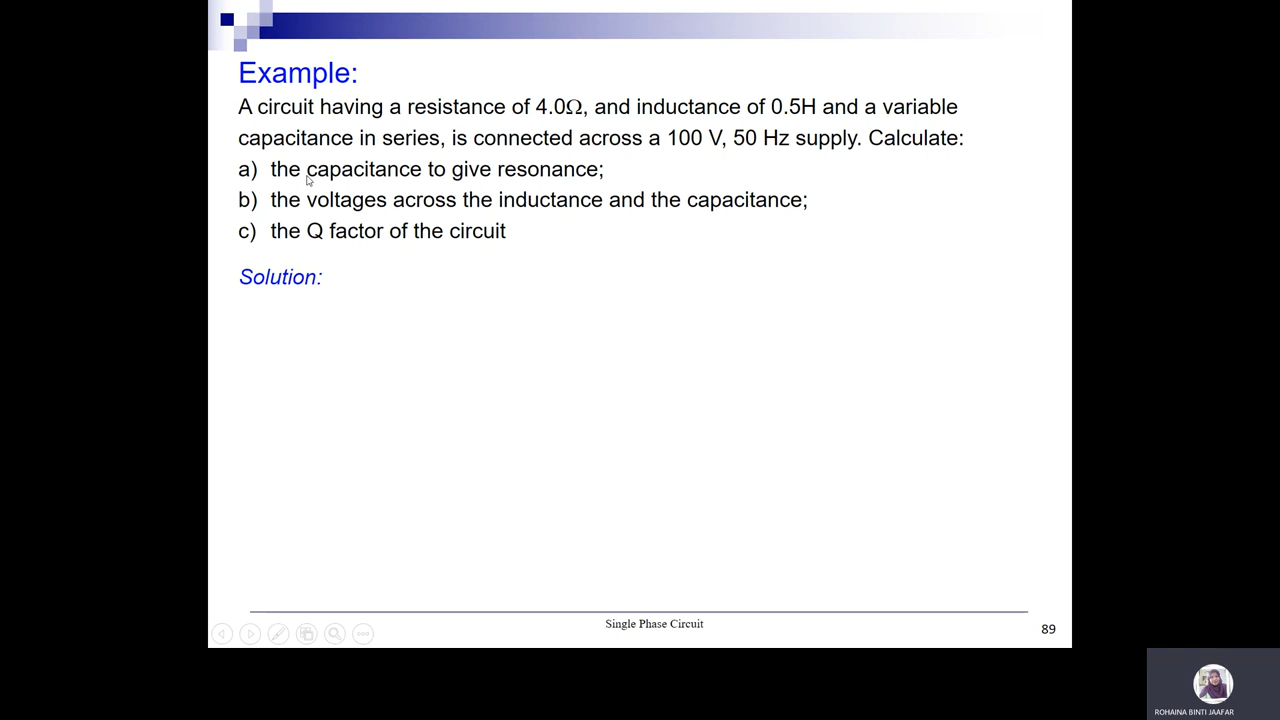 Example:
A circuit having a resistance of 4.0Ω, and inductance of 0.5H and a variable
capacitance in series, is connected across a 100 V, 50 Hz supply. Calculate:
a) the capacitance to give resonance;
b) the voltages across the inductance and the capacitance;
c) the Q factor of the circuit
Solution:
Single Phase Circuit
89
ROHAINA BINTI JAAFAR